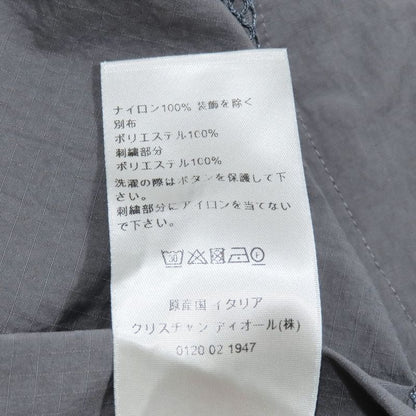 ナイロン100% 装飾を除く
別布
ポリエステル100%
刺繍部分
ポリエステル100%
洗濯の際はボタンを保護して下
さい。
刺繍部分にアイロンを当てない
で下さい。
30
原産国 イタリア
クリスチャン ディオール(株)
0120 02 1947